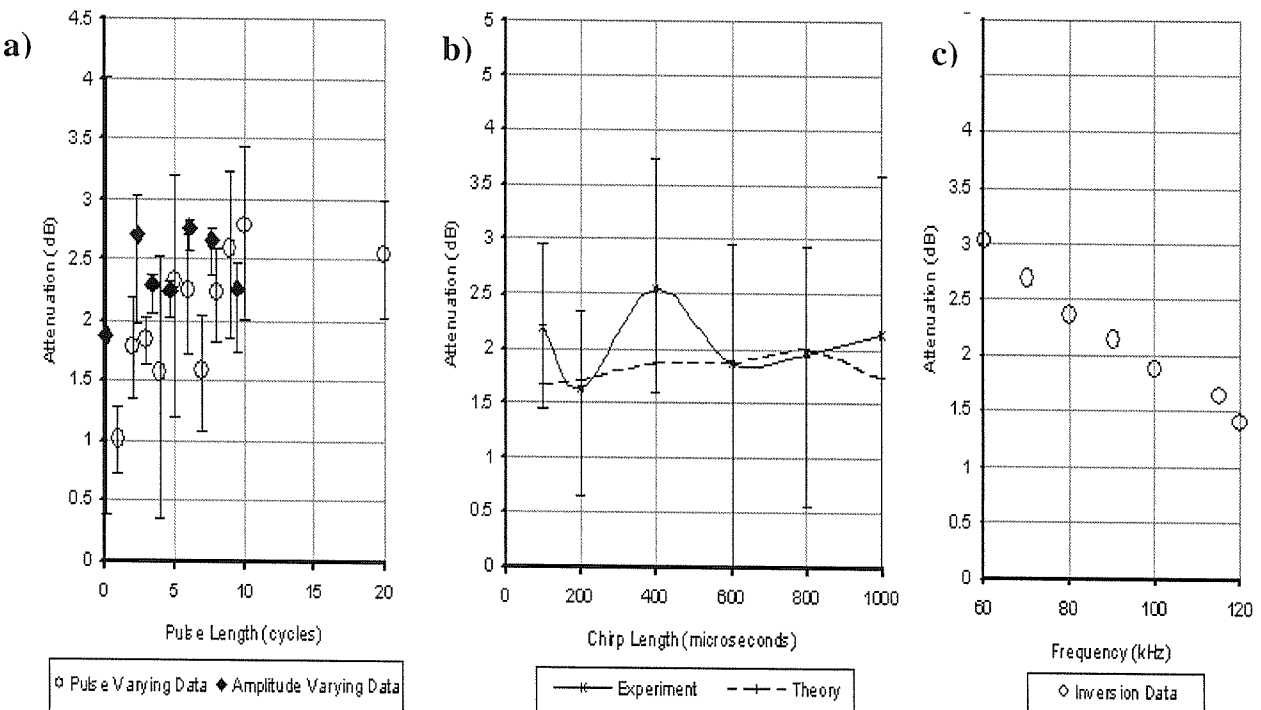 a)
4.5
4
3.5
3
2.5
2
1.5
1
0.5
0
Attenuation (dB)
0 5 10 15 20
Pulse Length (cycles)
Pulse Varying Data Amplitude Varying Data
b)
5
5
4
3.5
3
2.5
2
1.5
1
0.5
0
Attenuation (dB)
0 200 400 600 800 1000
Chirp Length (microseconds)
Experiment Theory
c)
4
3.5
3
2.5
2
1.5
1
0.5
0
Attenuation (dB)
60 80 100 120
Frequency (kHz)
Inversion Data